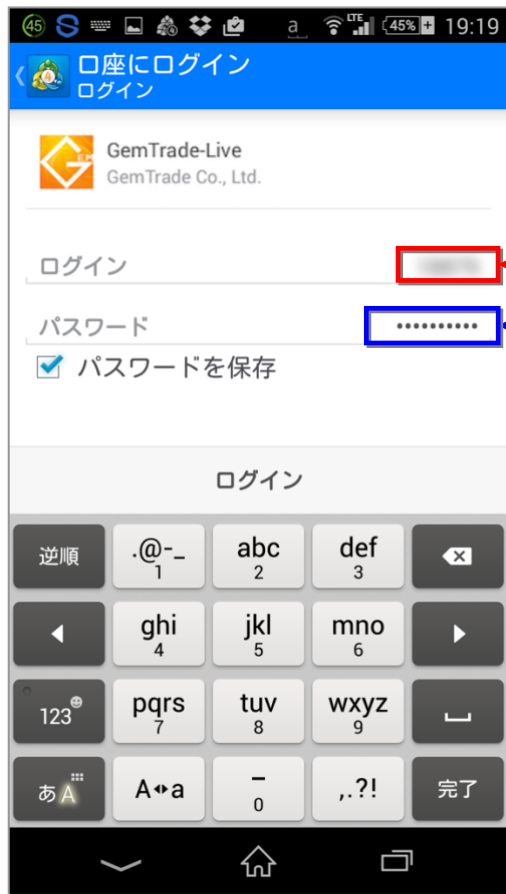 45 a LTE 45% 19:19
口座にログイン
ログイン
GemTrade-Live
GemTrade Co., Ltd.
ログイン
パスワード ••••••••••
パスワードを保存
ログイン
逆順 .@-_ abc def
1 2 3
ghi jkl mno
4 5 6
123 pqrs tuv wxyz
7 8 9
あA A a – ,.?! 完了
0